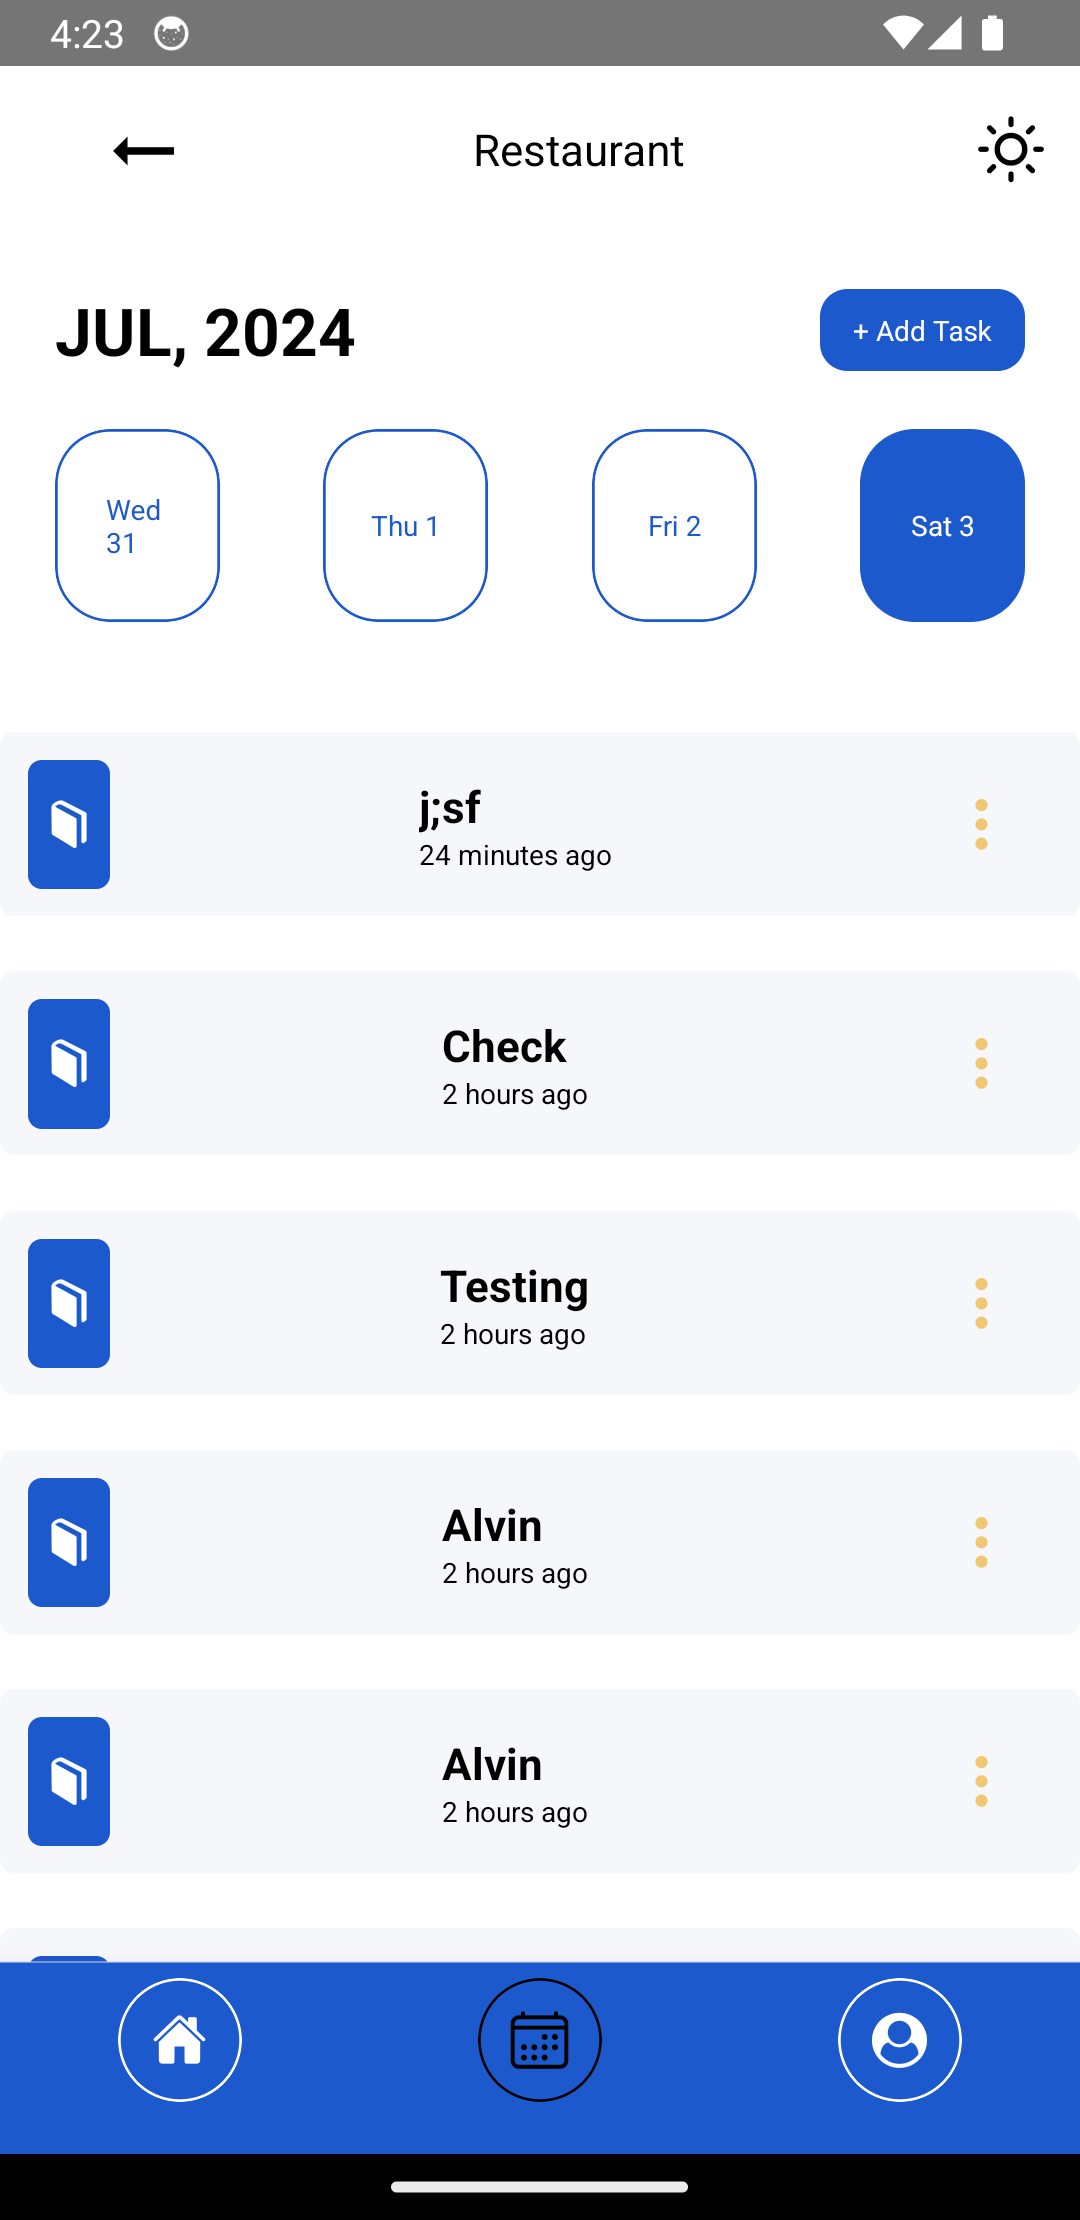 4:23
Restaurant
JUL, 2024
+ Add Task
Wed
31
Thu 1
Fri 2
Sat 3
j;sf
24 minutes ago
Check
2 hours ago
Testing
2 hours ago
Alvin
2 hours ago
Alvin
2 hours ago